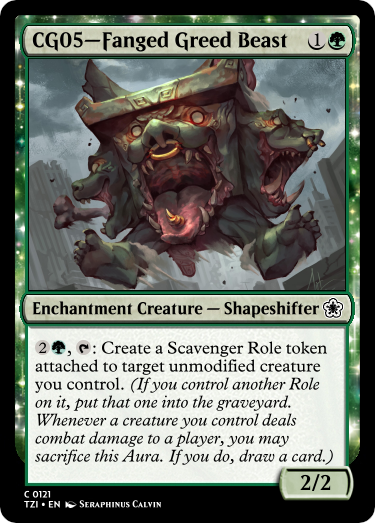 CG05—Fanged Greed Beast 1
Enchantment Creature — Shapeshifter
2, : Create a Scavenger Role token
attached to target unmodified creature
you control. (If you control another Role
on it, put that one into the graveyard.
Whenever a creature you control deals
combat damage to a player, you may
sacrifice this Aura. If you do, draw a card.)
2/2
C 0121
TZI • EN Seraphinus Calvin